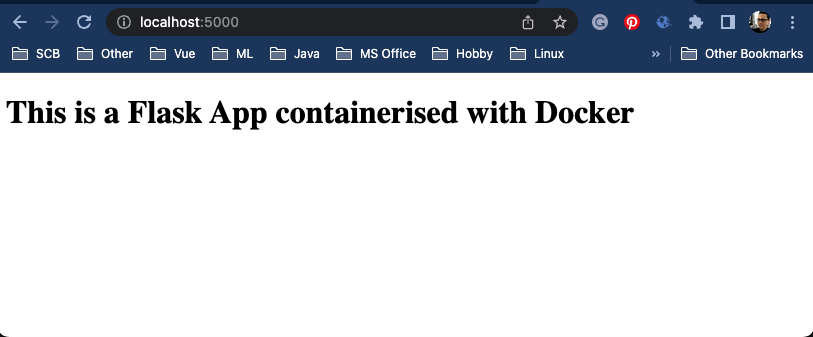 localhost:5000
SCB Other Vue ML Java MS Office Hobby Linux » Other Bookmarks
This is a Flask App containerised with Docker